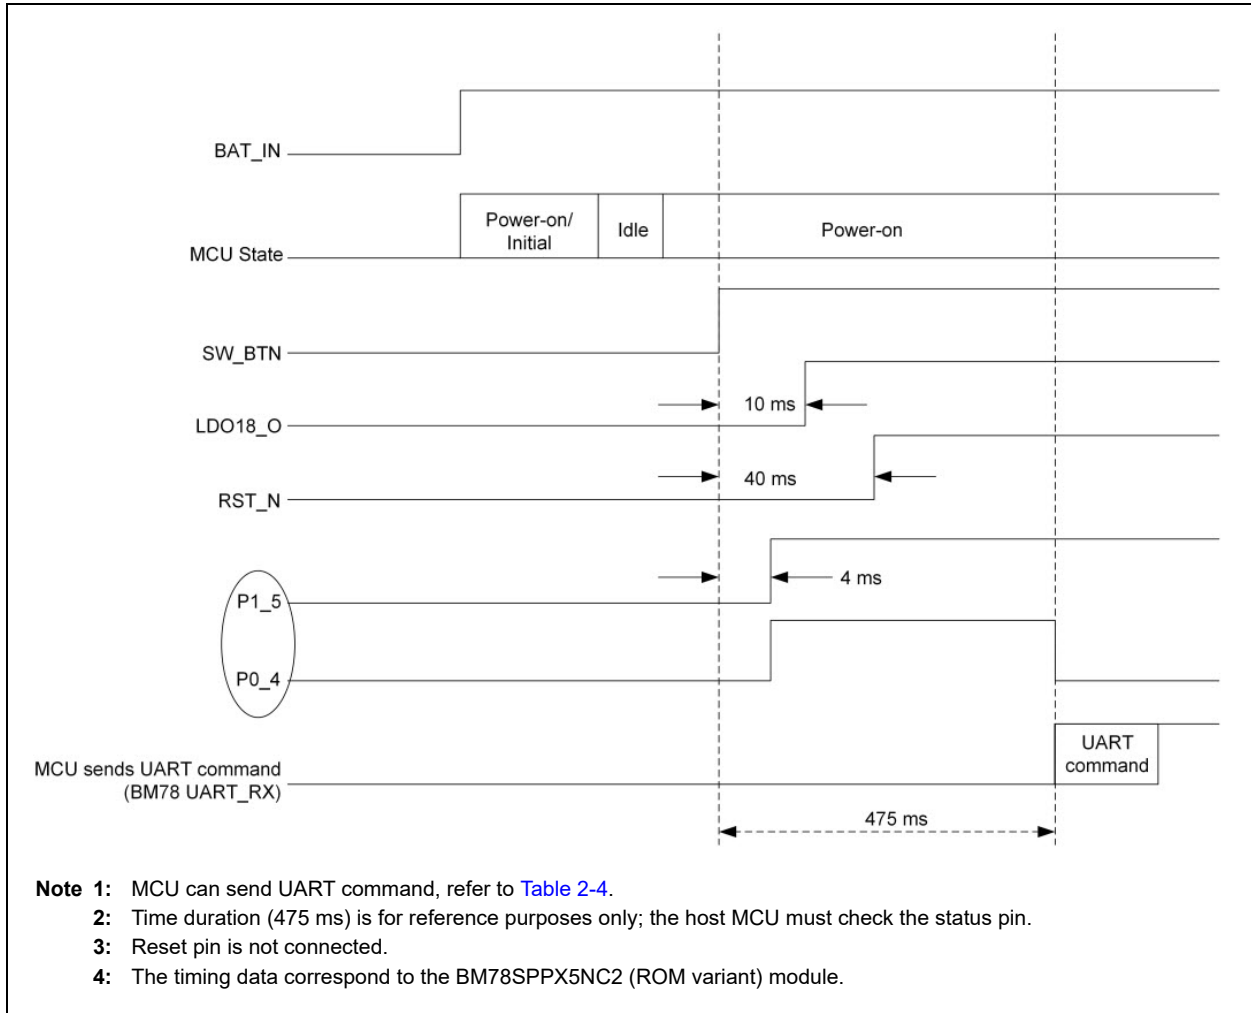 BAT_IN
Power-on/
Initial
Idle
Power-on
MCU State
SW_BTN
10 ms
LDO18_O
40 ms
RST_N
4 ms
P1_5
P0_4
UART
command
MCU sends UART command
(BM78 UART_RX)
475 ms
Note 1: MCU can send UART command, refer to Table 2-4.
2: Time duration (475 ms) is for reference purposes only; the host MCU must check the status pin.
3: Reset pin is not connected.
4: The timing data correspond to the BM78SPPX5NC2 (ROM variant) module.